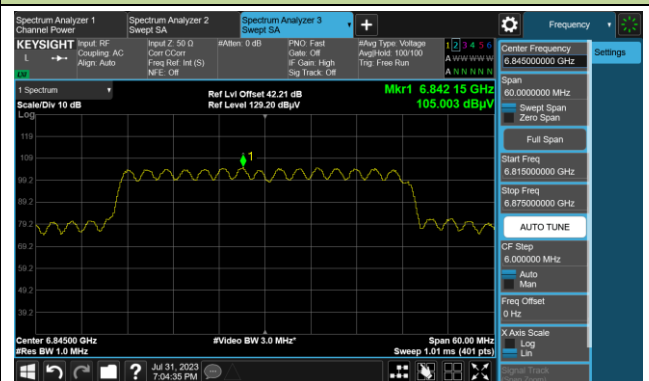 Spectrum Analyzer 1
Channel Power
Spectrum Analyzer 2
Swept SA
Spectrum Analyzer 3
Swept SA
Frequency
KEYSIGHT
L
LNI
Input: RF
Coupling: AC
Align: Auto
Input Z: 50 Ω
Corr CCorr
Freq Ref: Int (S)
NFE: Off
#Atten: 0 dB
PNO: Fast
Gate: Off
IF Gain: High
Sig Track: Off
#Avg Type: Voltage
Avg|Hold: 100/100
Trig: Free Run
1 2 3 4 5 6
A W W W W W
A N N N N N
1 Spectrum
Scale/Div 10 dB
Log
Ref Lvl Offset 42.21 dB
Ref Level 129.20 dBµV
Mkr1 6.842 15 GHz
105.003 dBµV
1
119
109
99.2
89.2
79.2
69.2
59.2
49.2
39.2
Center 6.84500 GHz
#Res BW 1.0 MHz
#Video BW 3.0 MHz*
Span 60.00 MHz
Sweep 1.01 ms (401 pts)
Jul 31, 2023
7:04:35 PM
Center Frequency
6.845000000 GHz
Span
60.0000000 MHz
Swept Span
Zero Span
Full Span
Start Freq
6.815000000 GHz
Stop Freq
6.875000000 GHz
AUTO TUNE
CF Step
6.000000 MHz
Auto
Man
Freq Offset
0 Hz
X Axis Scale
Log
Lin
Signal Track
(Span Zoom)
Settings